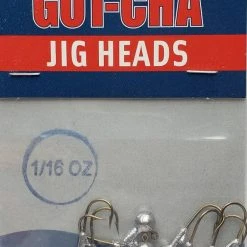 GOT-CHA
JIG HEADS
1/16 OZ